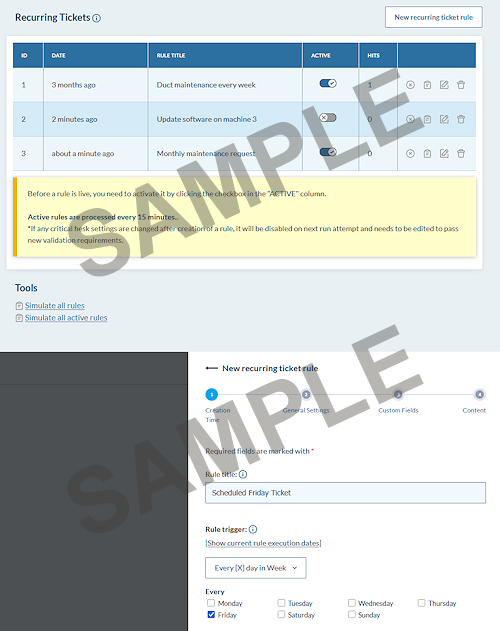 Recurring Tickets
New recurring ticket rule
ID DATE RULE TITLE ACTIVE HITS
1 3 months ago Duct maintenance every week 1
2 2 minutes ago Update software on machine 3 0
3 about a minute ago Monthly maintenance request 0
Before a rule is live, you need to activate it by clicking the checkbox in the "ACTIVE" column.
Active rules are processed every 15 minutes.
*If any critical hesk settings are changed after creation of a rule, it will be disabled on next run attempt and needs to be edited to pass
new validation requirements.
Tools
Simulate all rules
Simulate all active rules
SAMPLE
New recurring ticket rule
1 2 3 4
Creation General Settings Custom Fields Content
Time
Required fields are marked with *
Rule title:
Scheduled Friday Ticket
Rule trigger:
[Show current rule execution dates]
Every [X] day in Week
Every
Monday Tuesday Wednesday Thursday
Friday Saturday Sunday
SAMPLE